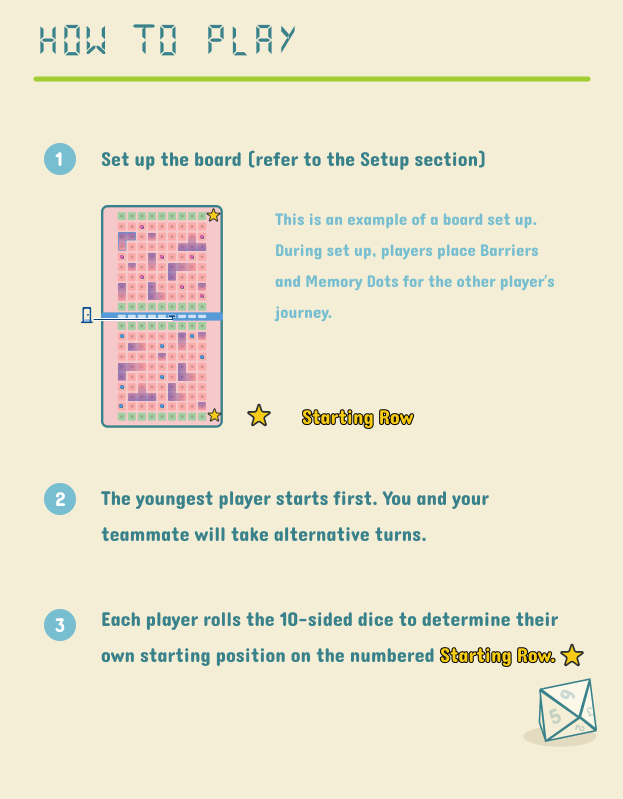 HOW TO PLAY
1
Set up the board (refer to the Setup section)
This is an example of a board set up.
During set up, players place Barriers
and Memory Dots for the other player's
journey.
Starting Row
2
The youngest player starts first. You and your
teammate will take alternative turns.
3
Each player rolls the 10-sided dice to determine their
own starting position on the numbered Starting Row.
9
5